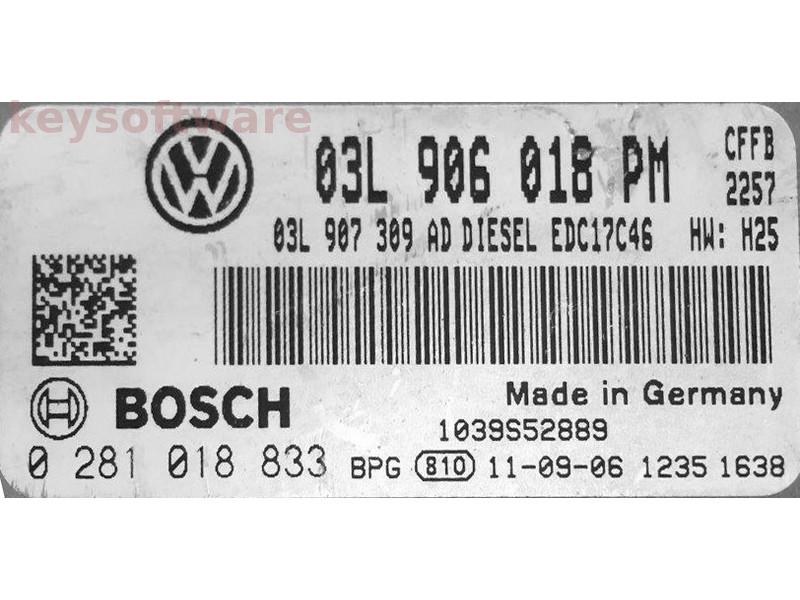 keysoftware
03L 906 018 PM CFFB
2257
03L 907 309 AD DIESEL EDC17C46 HW: H25
BOSCH
Made in Germany
1039S52889
0 281 018 833 BPG 810 11-09-06 1235 1638